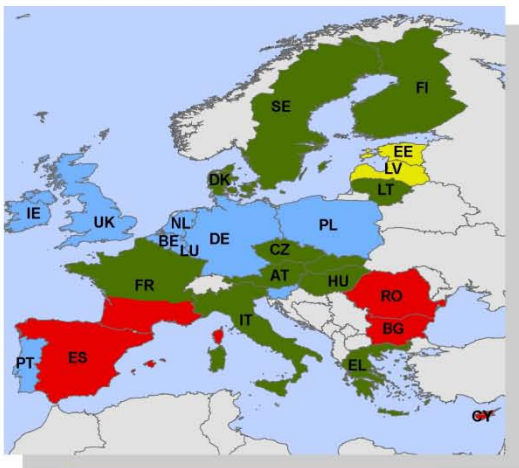 FI
SE
EE
LV
DK
LT
IE
UK
NL
BE
DE
PL
LU
CZ
AT
FR
HU
RO
IT
BG
PT
ES
EL
CY